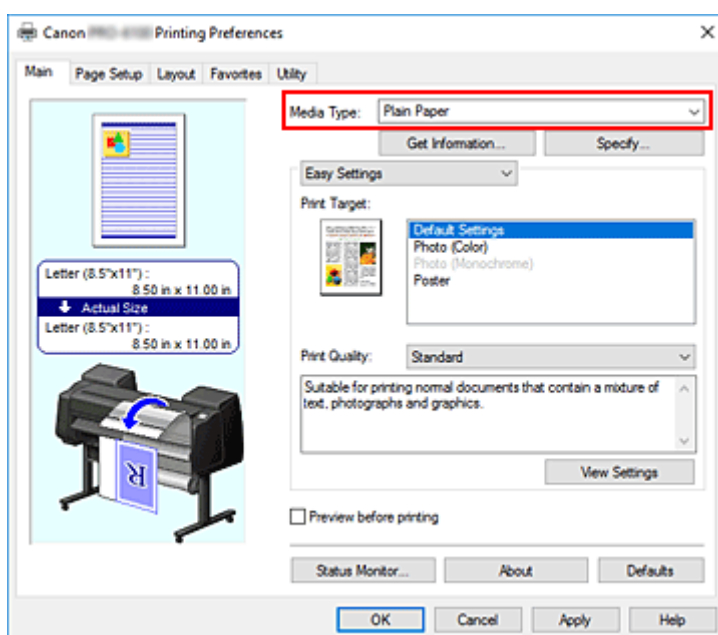 Canon Printing Preferences
Main Page Setup Layout Favorites Utility
Media Type: Plain Paper
Get Information... Specify...
Easy Settings
Print Target:
Default Settings
Photo (Color)
Photo (Monochrome)
Poster
Letter (8.5"x11") :
8.50 in x 11.00 in
Actual Size
Letter (8.5"x11") :
8.50 in x 11.00 in
Print Quality: Standard
Suitable for printing normal documents that contain a mixture of
text, photographs and graphics.
R
View Settings
Preview before printing
Status Monitor... About Defaults
OK Cancel Apply Help